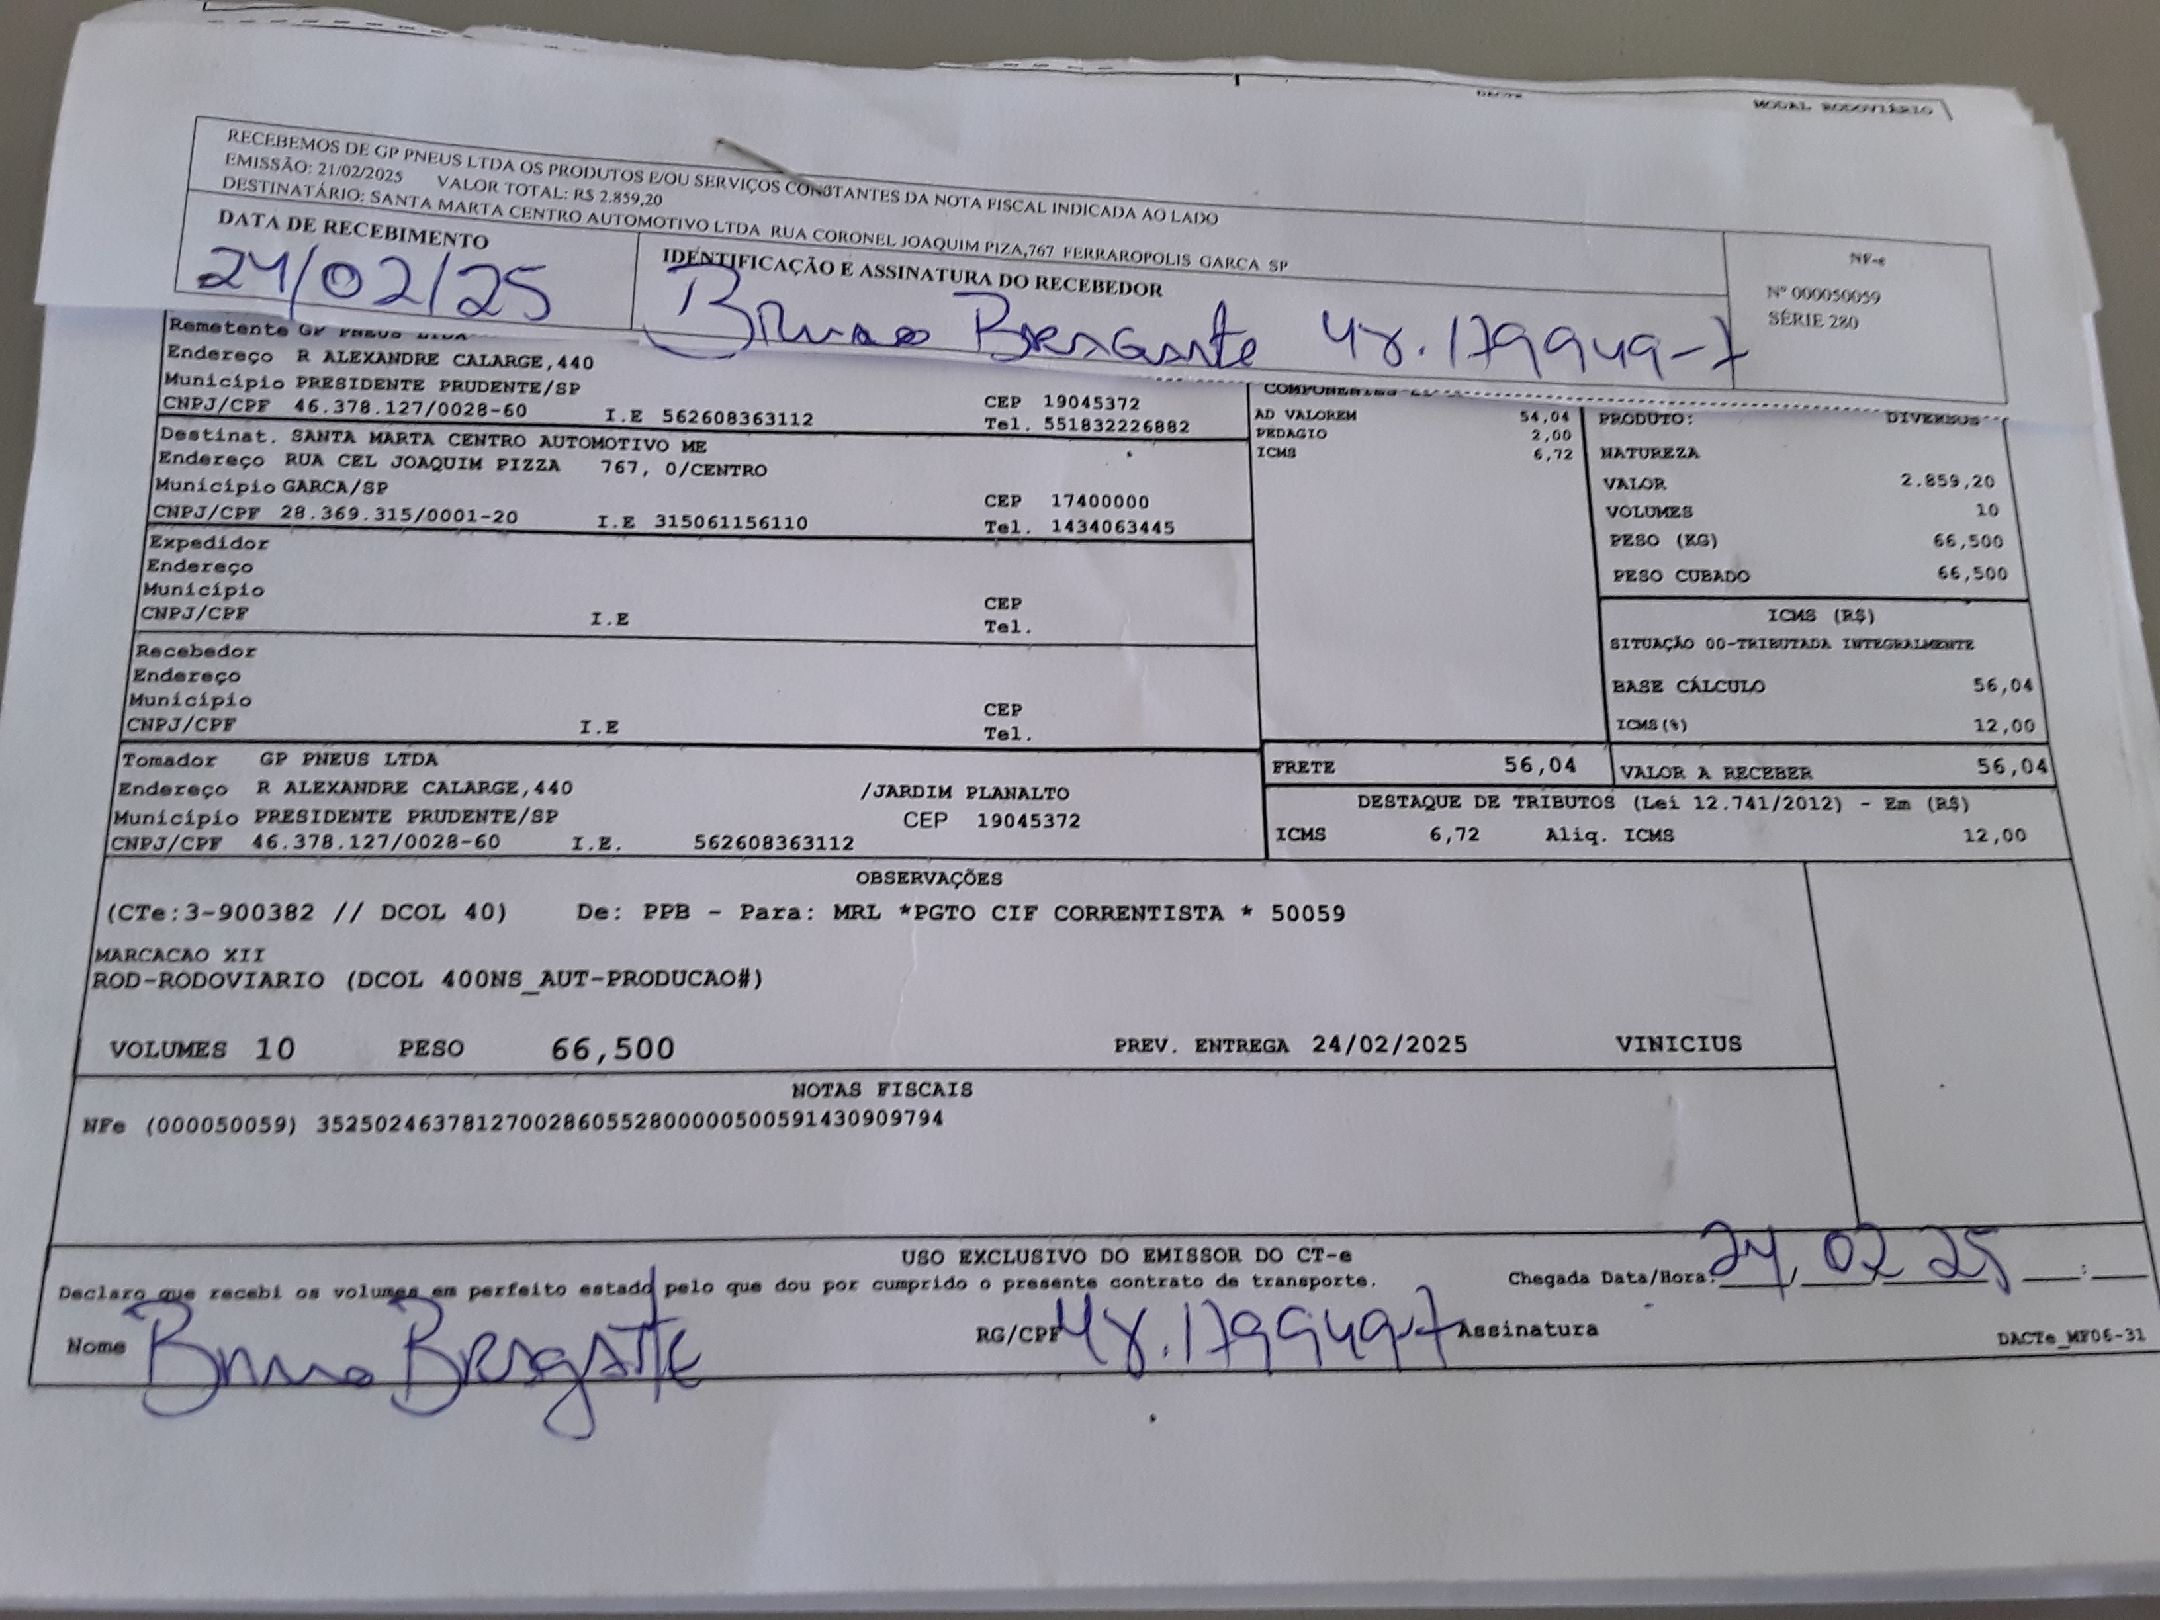 DACTE
MODAL RODOVIÁRIO
RECEBEMOS DE GP PNEUS LTDA OS PRODUTOS E/OU SERVIÇOS CONSTANTES DA NOTA FISCAL INDICADA AO LADO
EMISSÃO: 21/02/2025 VALOR TOTAL: R$ 2.859,20
DESTINATÁRIO: SANTA MARTA CENTRO AUTOMOTIVO LTDA RUA CORONEL JOAQUIM PIZA,767 FERRAROPOLIS GARCA SP
DATA DE RECEBIMENTO
24/02/25
IDENTIFICAÇÃO E ASSINATURA DO RECEBEDOR
Bruno Bresgatte 48.179949-7
NF-e
Nº 000050059
SÉRIE 280
Remetente GP PNEUS LTDA
Endereço R ALEXANDRE CALARGE,440
Município PRESIDENTE PRUDENTE/SP
CEP 19045372
CNPJ/CPF 46.378.127/0028-60 I.E 562608363112 Tel. 551832226882
Destinat. SANTA MARTA CENTRO AUTOMOTIVO ME
Endereço RUA CEL JOAQUIM PIZZA 767, 0/CENTRO
Município GARCA/SP CEP 17400000
CNPJ/CPF 28.369.315/0001-20 I.E 315061156110 Tel. 1434063445
Expedidor
Endereço
Município CEP
CNPJ/CPF I.E Tel.
Recebedor
Endereço
Município CEP
CNPJ/CPF I.E Tel.
Tomador GP PNEUS LTDA
Endereço R ALEXANDRE CALARGE,440 /JARDIM PLANALTO
Município PRESIDENTE PRUDENTE/SP CEP 19045372
CNPJ/CPF 46.378.127/0028-60 I.E. 562608363112
COMPONENTES
AD VALOREM 54,04
PEDAGIO 2,00
ICMS 6,72
PRODUTO: DIVERSOS
NATUREZA
VALOR 2.859,20
VOLUMES 10
PESO (KG) 66,500
PESO CUBADO 66,500
ICMS (R$)
SITUAÇÃO 00-TRIBUTADA INTEGRALMENTE
BASE CÁLCULO 56,04
ICMS(%) 12,00
FRETE 56,04 VALOR A RECEBER 56,04
DESTAQUE DE TRIBUTOS (Lei 12.741/2012) - Em (R$)
ICMS 6,72 Aliq. ICMS 12,00
OBSERVAÇÕES
(CTe:3-900382 // DCOL 40) De: PPB - Para: MRL *PGTO CIF CORRENTISTA * 50059
MARCACAO XII
ROD-RODOVIARIO (DCOL 400NS_AUT-PRODUCAO#)
VOLUMES 10 PESO 66,500 PREV. ENTREGA 24/02/2025 VINICIUS
NOTAS FISCAIS
NFe (000050059) 35250246378127002860552800000500591430909794
USO EXCLUSIVO DO EMISSOR DO CT-e
Declaro que recebi os volumes em perfeito estado pelo que dou por cumprido o presente contrato de transporte. Chegada Data/Hora: 24, 02 25 :
Nome Bruno Bresgatte RG/CPF 48.179949-7 Assinatura DACTe_MF06-31